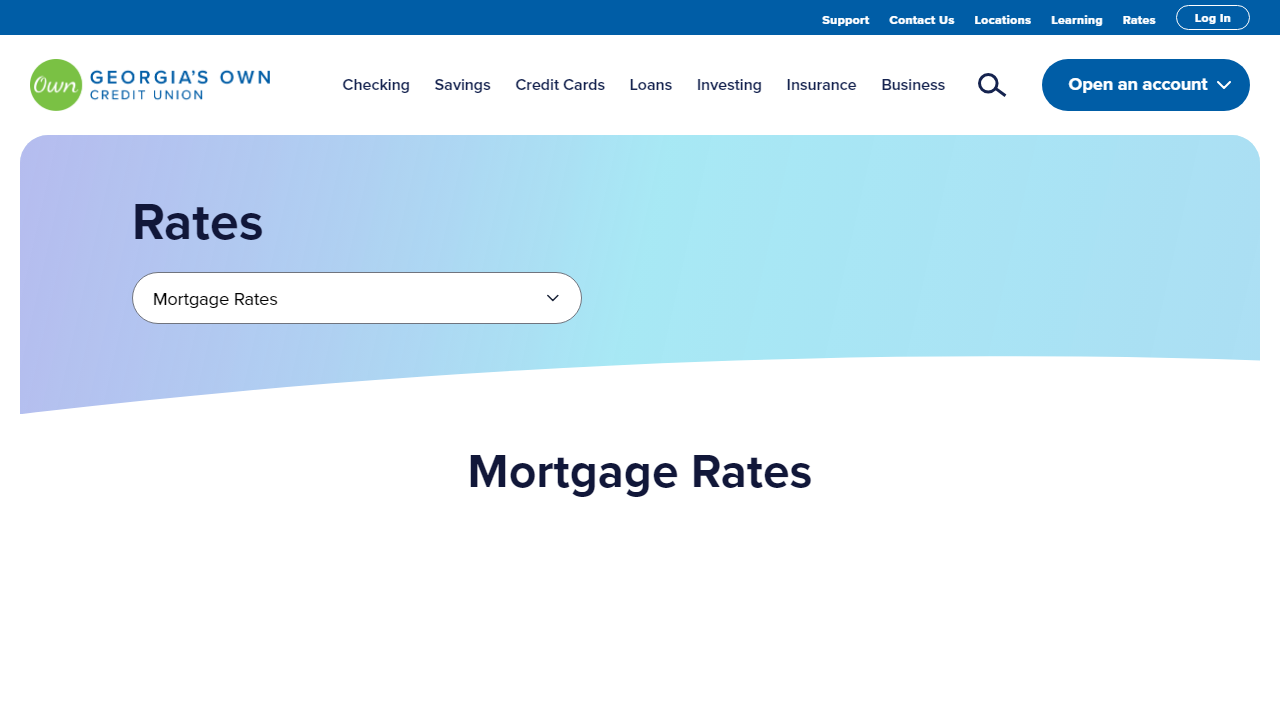 Support Contact Us Locations Learning Rates Log In
Own GEORGIA'S OWN
CREDIT UNION
Checking Savings Credit Cards Loans Investing Insurance Business Open an account
Rates
Mortgage Rates
Mortgage Rates